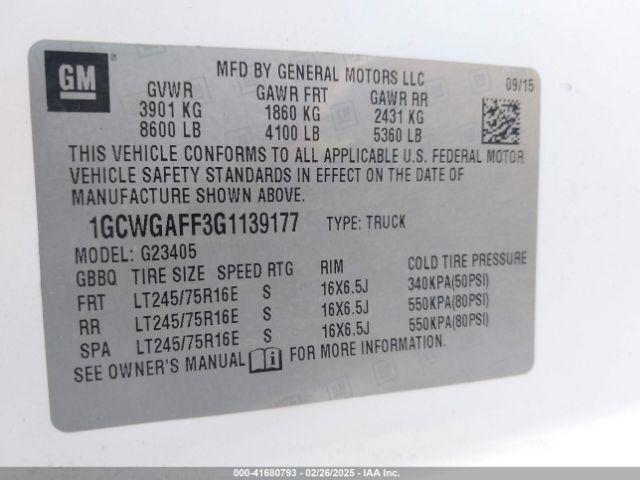 GM
MFD BY GENERAL MOTORS LLC
09/15
GVWR GAWR FRT GAWR RR
3901 KG 1860 KG 2431 KG
8600 LB 4100 LB 5360 LB
THIS VEHICLE CONFORMS TO ALL APPLICABLE U.S. FEDERAL MOTOR
VEHICLE SAFETY STANDARDS IN EFFECT ON THE DATE OF
MANUFACTURE SHOWN ABOVE.
1GCWGAFF3G1139177 TYPE: TRUCK
MODEL: G23405
GBBQ TIRE SIZE SPEED RTG RIM COLD TIRE PRESSURE
FRT LT245/75R16E S 16X6.5J 340KPA(50PSI)
RR LT245/75R16E S 16X6.5J 550KPA(80PSI)
SPA LT245/75R16E S 16X6.5J 550KPA(80PSI)
SEE OWNER'S MANUAL FOR MORE INFORMATION.
000-41680793 - 02/26/2025 - IAA Inc.